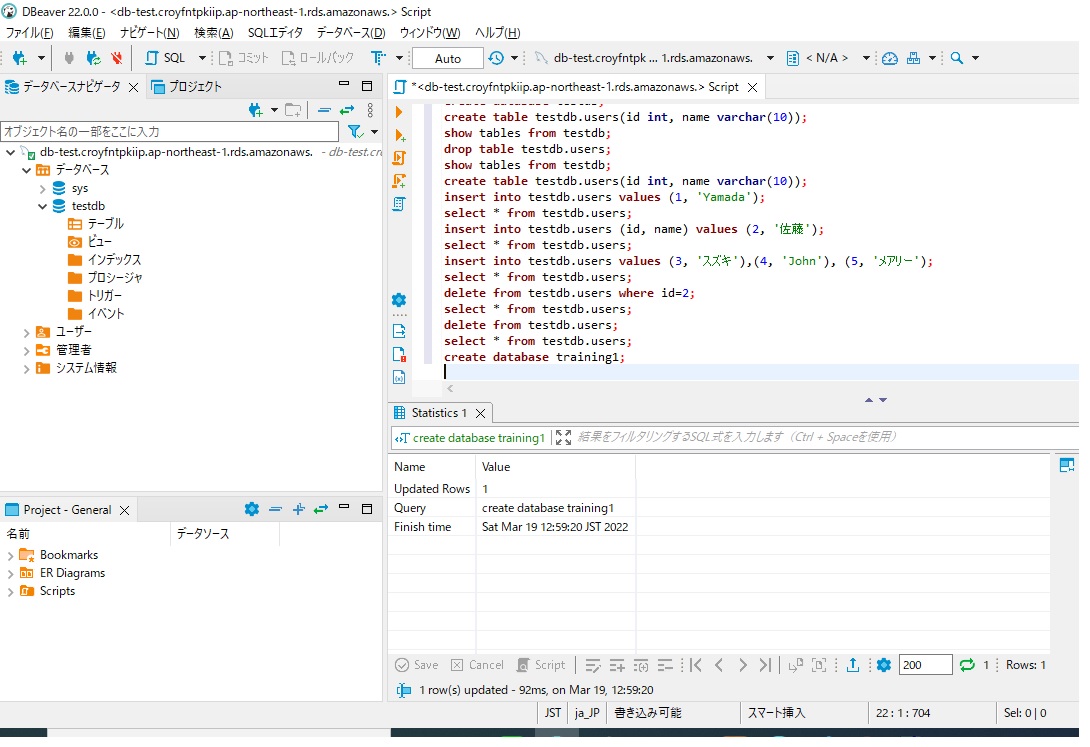 DBeaver 22.0.0 - <db-test.croyfntpkiip.ap-northeast-1.rds.amazonaws.> Script
ファイル(F) 編集(E) ナビゲート(N) 検索(A) SQLエディタ データベース(D) ウィンドウ(W) ヘルプ(H)
SQL コミット ロールバック Auto db-test.croyfntpk ... 1.rds.amazonaws. < N/A >
データベースナビゲータ プロジェクト
オブジェクト名の一部をここに入力
db-test.croyfntpkiip.ap-northeast-1.rds.amazonaws. - db-test.cr
データベース
sys
testdb
テーブル
ビュー
インデックス
プロシージャ
トリガー
イベント
ユーザー
管理者
システム情報
Project - General
名前 データソース
Bookmarks
ER Diagrams
Scripts
*<db-test.croyfntpkiip.ap-northeast-1.rds.amazonaws.> Script
create table testdb.users(id int, name varchar(10));
show tables from testdb;
drop table testdb.users;
show tables from testdb;
create table testdb.users(id int, name varchar(10));
insert into testdb.users values (1, 'Yamada');
select * from testdb.users;
insert into testdb.users (id, name) values (2, '佐藤');
select * from testdb.users;
insert into testdb.users values (3, 'スズキ'),(4, 'John'), (5, 'メアリー');
select * from testdb.users;
delete from testdb.users where id=2;
select * from testdb.users;
delete from testdb.users;
select * from testdb.users;
create database training1;
Statistics 1
create database training1 結果をフィルタリングするSQL式を入力します (Ctrl + Spaceを使用)
Name Value
Updated Rows 1
Query create database training1
Finish time Sat Mar 19 12:59:20 JST 2022
Save Cancel Script 200 1 Rows: 1
1 row(s) updated - 92ms, on Mar 19, 12:59:20
JST ja_JP 書き込み可能 スマート挿入 22 : 1 : 704 Sel: 0 | 0